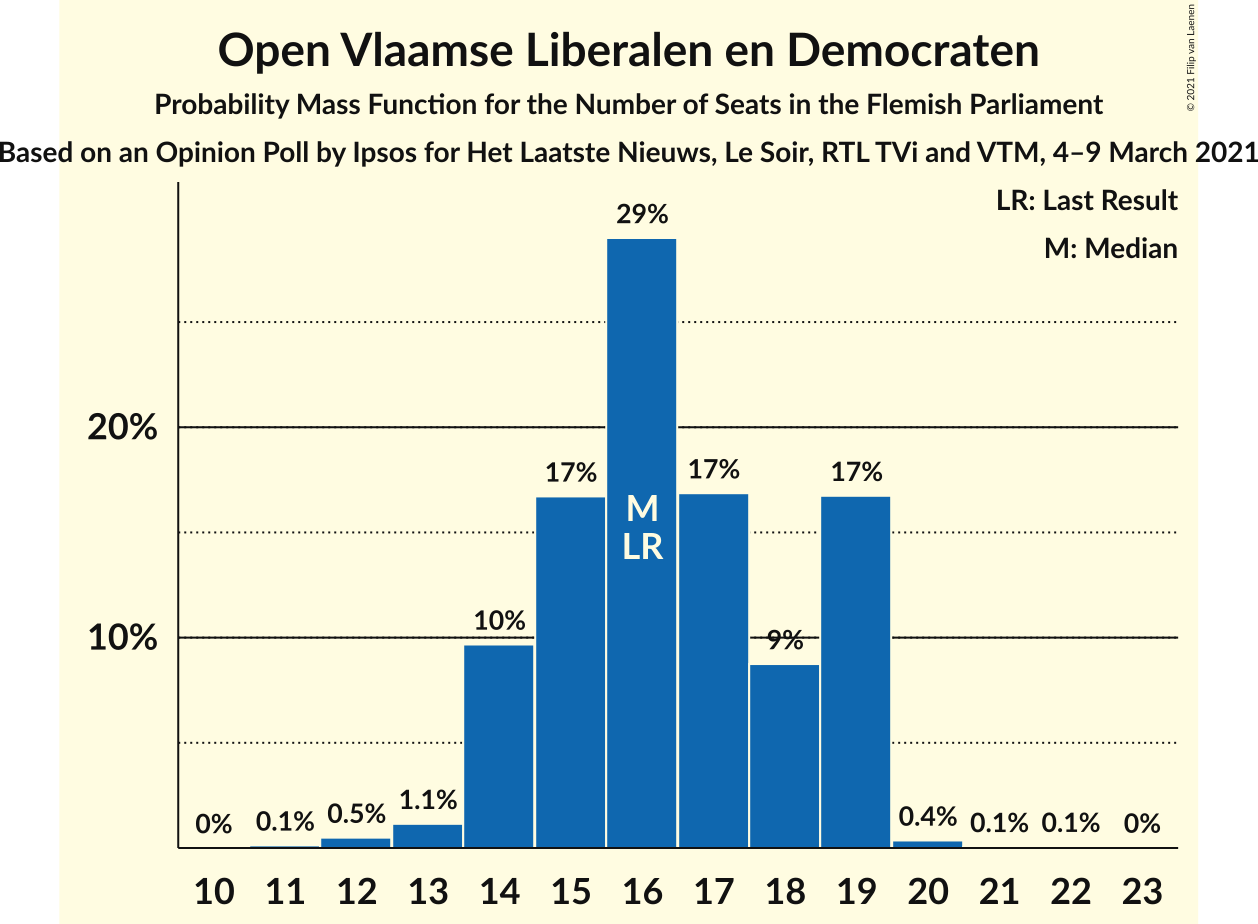 Open Vlaamse Liberalen en Democraten
Probability Mass Function for the Number of Seats in the Flemish Parliament
Based on an Opinion Poll by Ipsos for Het Laatste Nieuws, Le Soir, RTL TVi and VTM, 4–9 March 2021
© 2021 Filip van Laenen
LR: Last Result
M: Median
29%
20%
17%
17%
17%
M
LR
10%
10%
9%
0%
0.1%
0.5%
1.1%
0.4%
0.1%
0.1%
0%
10 11 12 13 14 15 16 17 18 19 20 21 22 23